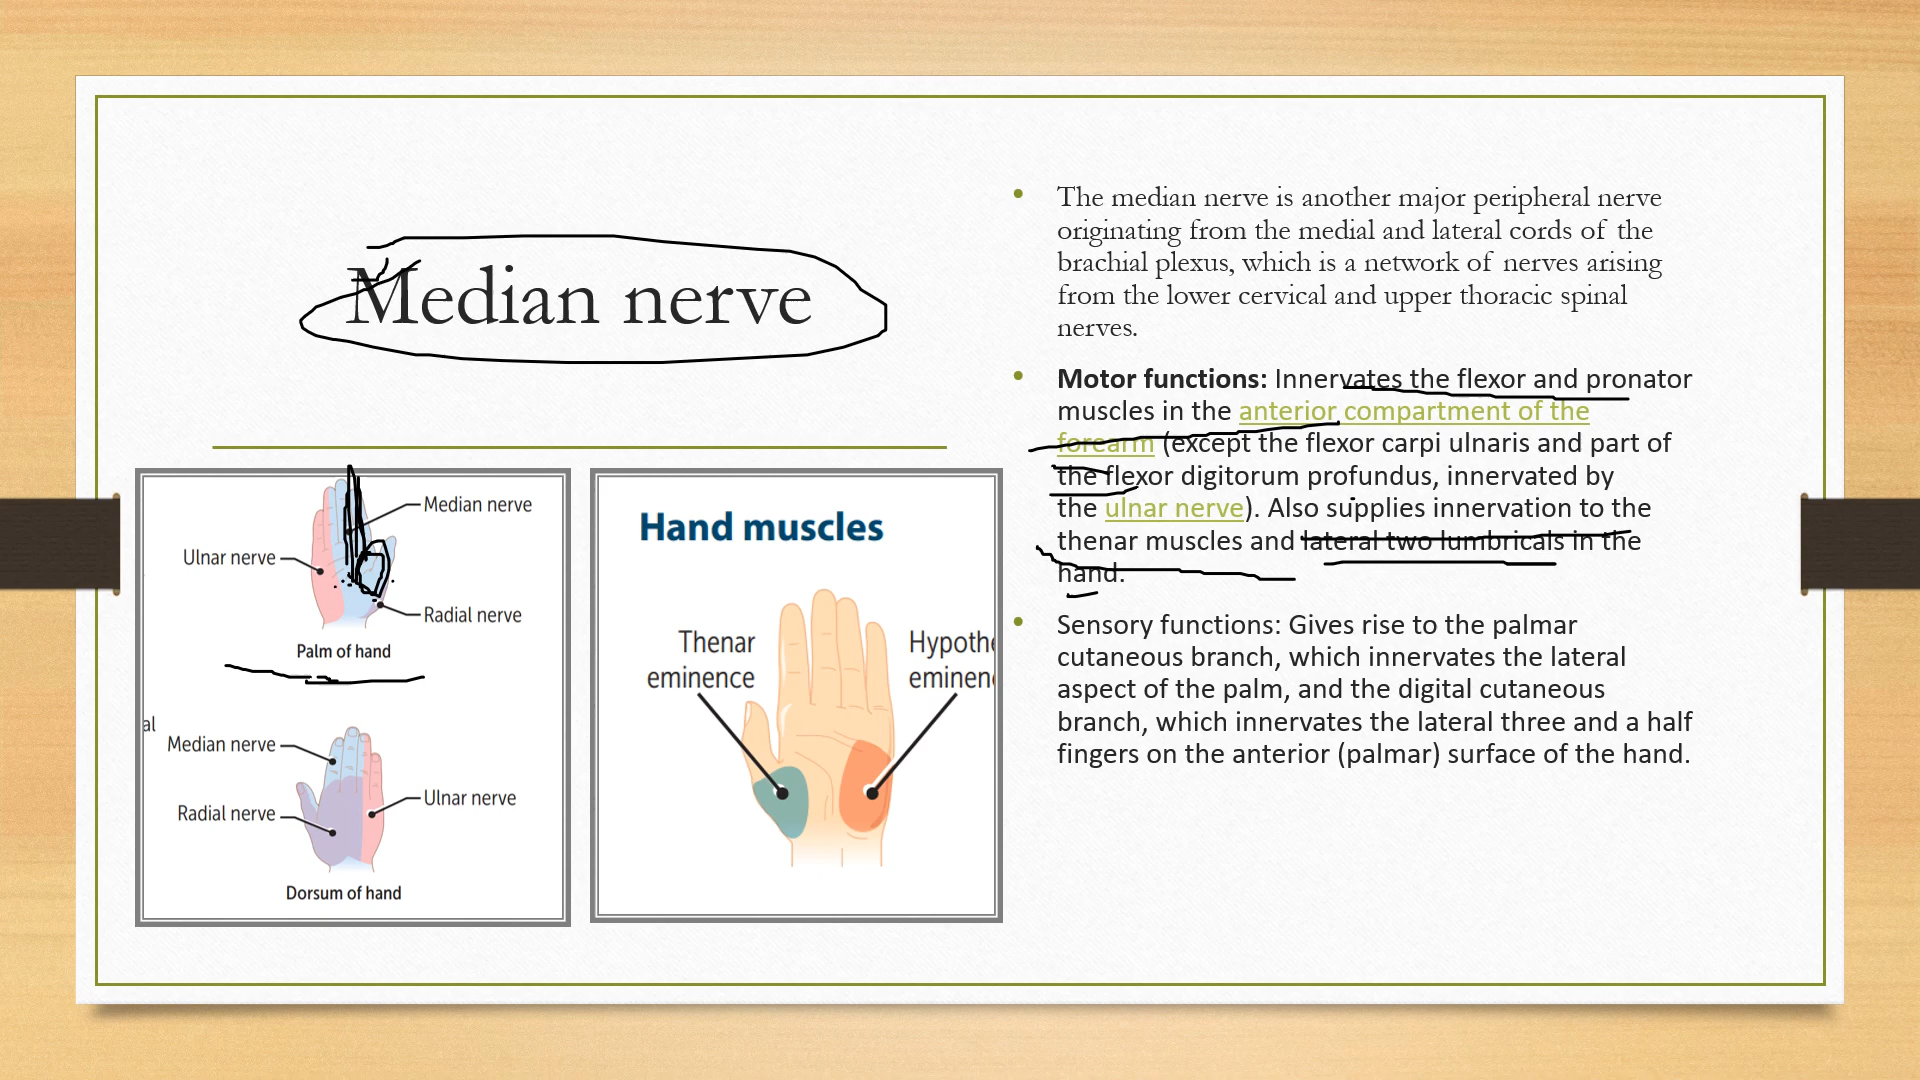 Median nerve
Median nerve
Ulnar nerve
Radial nerve
Palm of hand
al
Median nerve
Ulnar nerve
Radial nerve
Dorsum of hand
Hand muscles
Thenar
eminence
Hypothe
eminen
The median nerve is another major peripheral nerve
originating from the medial and lateral cords of the
brachial plexus, which is a network of nerves arising
from the lower cervical and upper thoracic spinal
nerves.
Motor functions: Innervates the flexor and pronator
muscles in the anterior compartment of the
forearm (except the flexor carpi ulnaris and part of
the flexor digitorum profundus, innervated by
the ulnar nerve). Also supplies innervation to the
thenar muscles and lateral two lumbricals in the
hand.
Sensory functions: Gives rise to the palmar
cutaneous branch, which innervates the lateral
aspect of the palm, and the digital cutaneous
branch, which innervates the lateral three and a half
fingers on the anterior (palmar) surface of the hand.